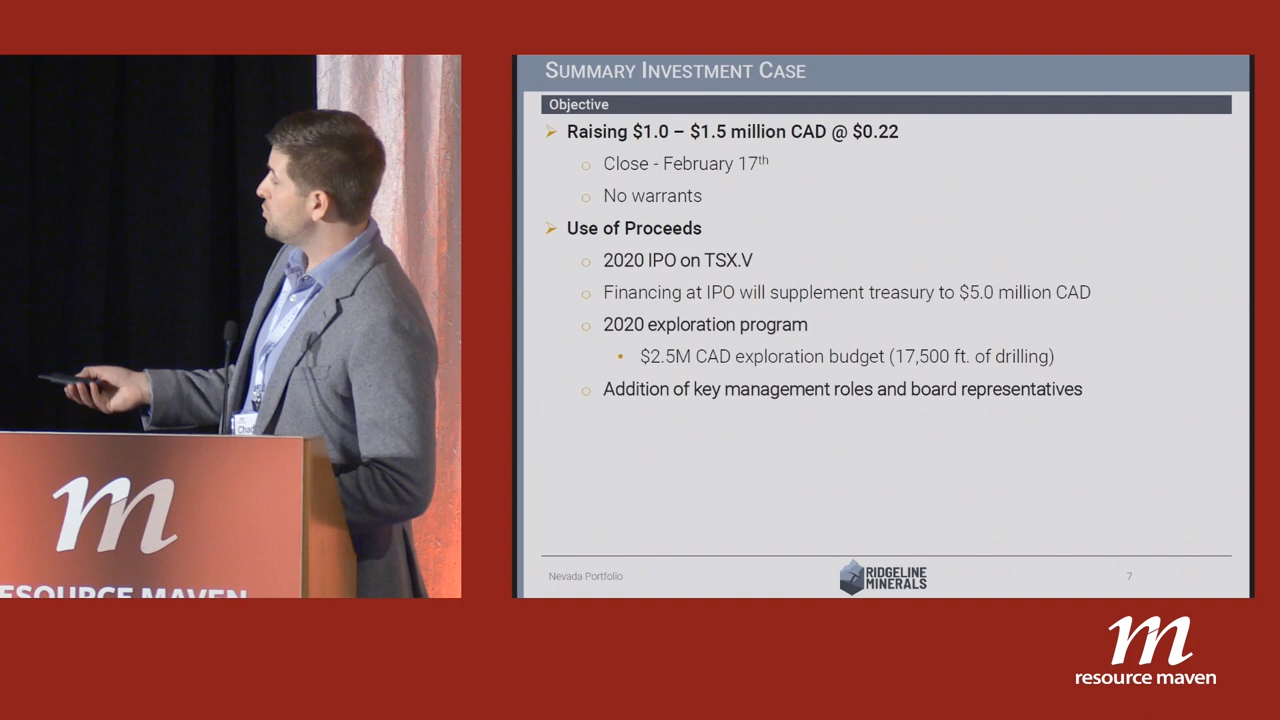 SUMMARY INVESTMENT CASE
Objective
Raising $1.0 – $1.5 million CAD @ $0.22
Close - February 17th
No warrants
Use of Proceeds
2020 IPO on TSX.V
Financing at IPO will supplement treasury to $5.0 million CAD
2020 exploration program
$2.5M CAD exploration budget (17,500 ft. of drilling)
Addition of key management roles and board representatives
Nevada Portfolio
RIDGELINE
MINERALS
7
Chad
m
ESOURCE MAVEN
m
resource maven